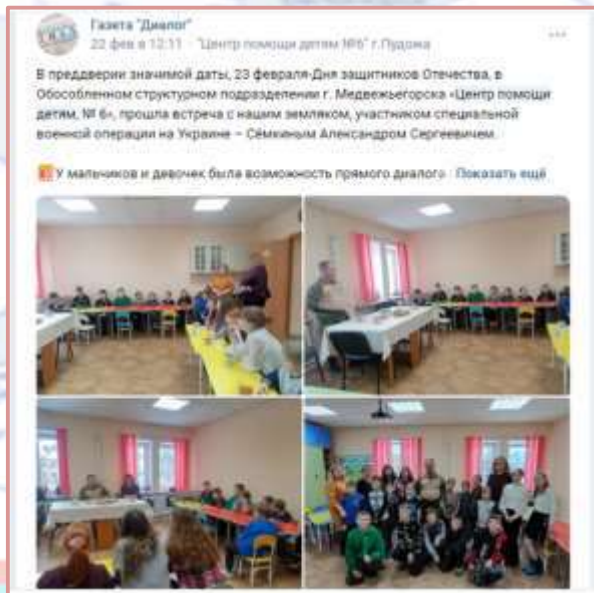 Газета "Диалог"
22 фев в 12:11 · "Центр помощи детям №6" г.Пудожа
В преддверии значимой даты, 23 февраля-Дня защитников Отечества, в
Обособленном структурном подразделении г. Медвежьегорска «Центр помощи
детям, № 6», прошла встреча с нашим земляком, участником специальной
военной операции на Украине – Сёмкиным Александром Сергеевичем.
У мальчиков и девочек была возможность прямого диалога Показать ещё